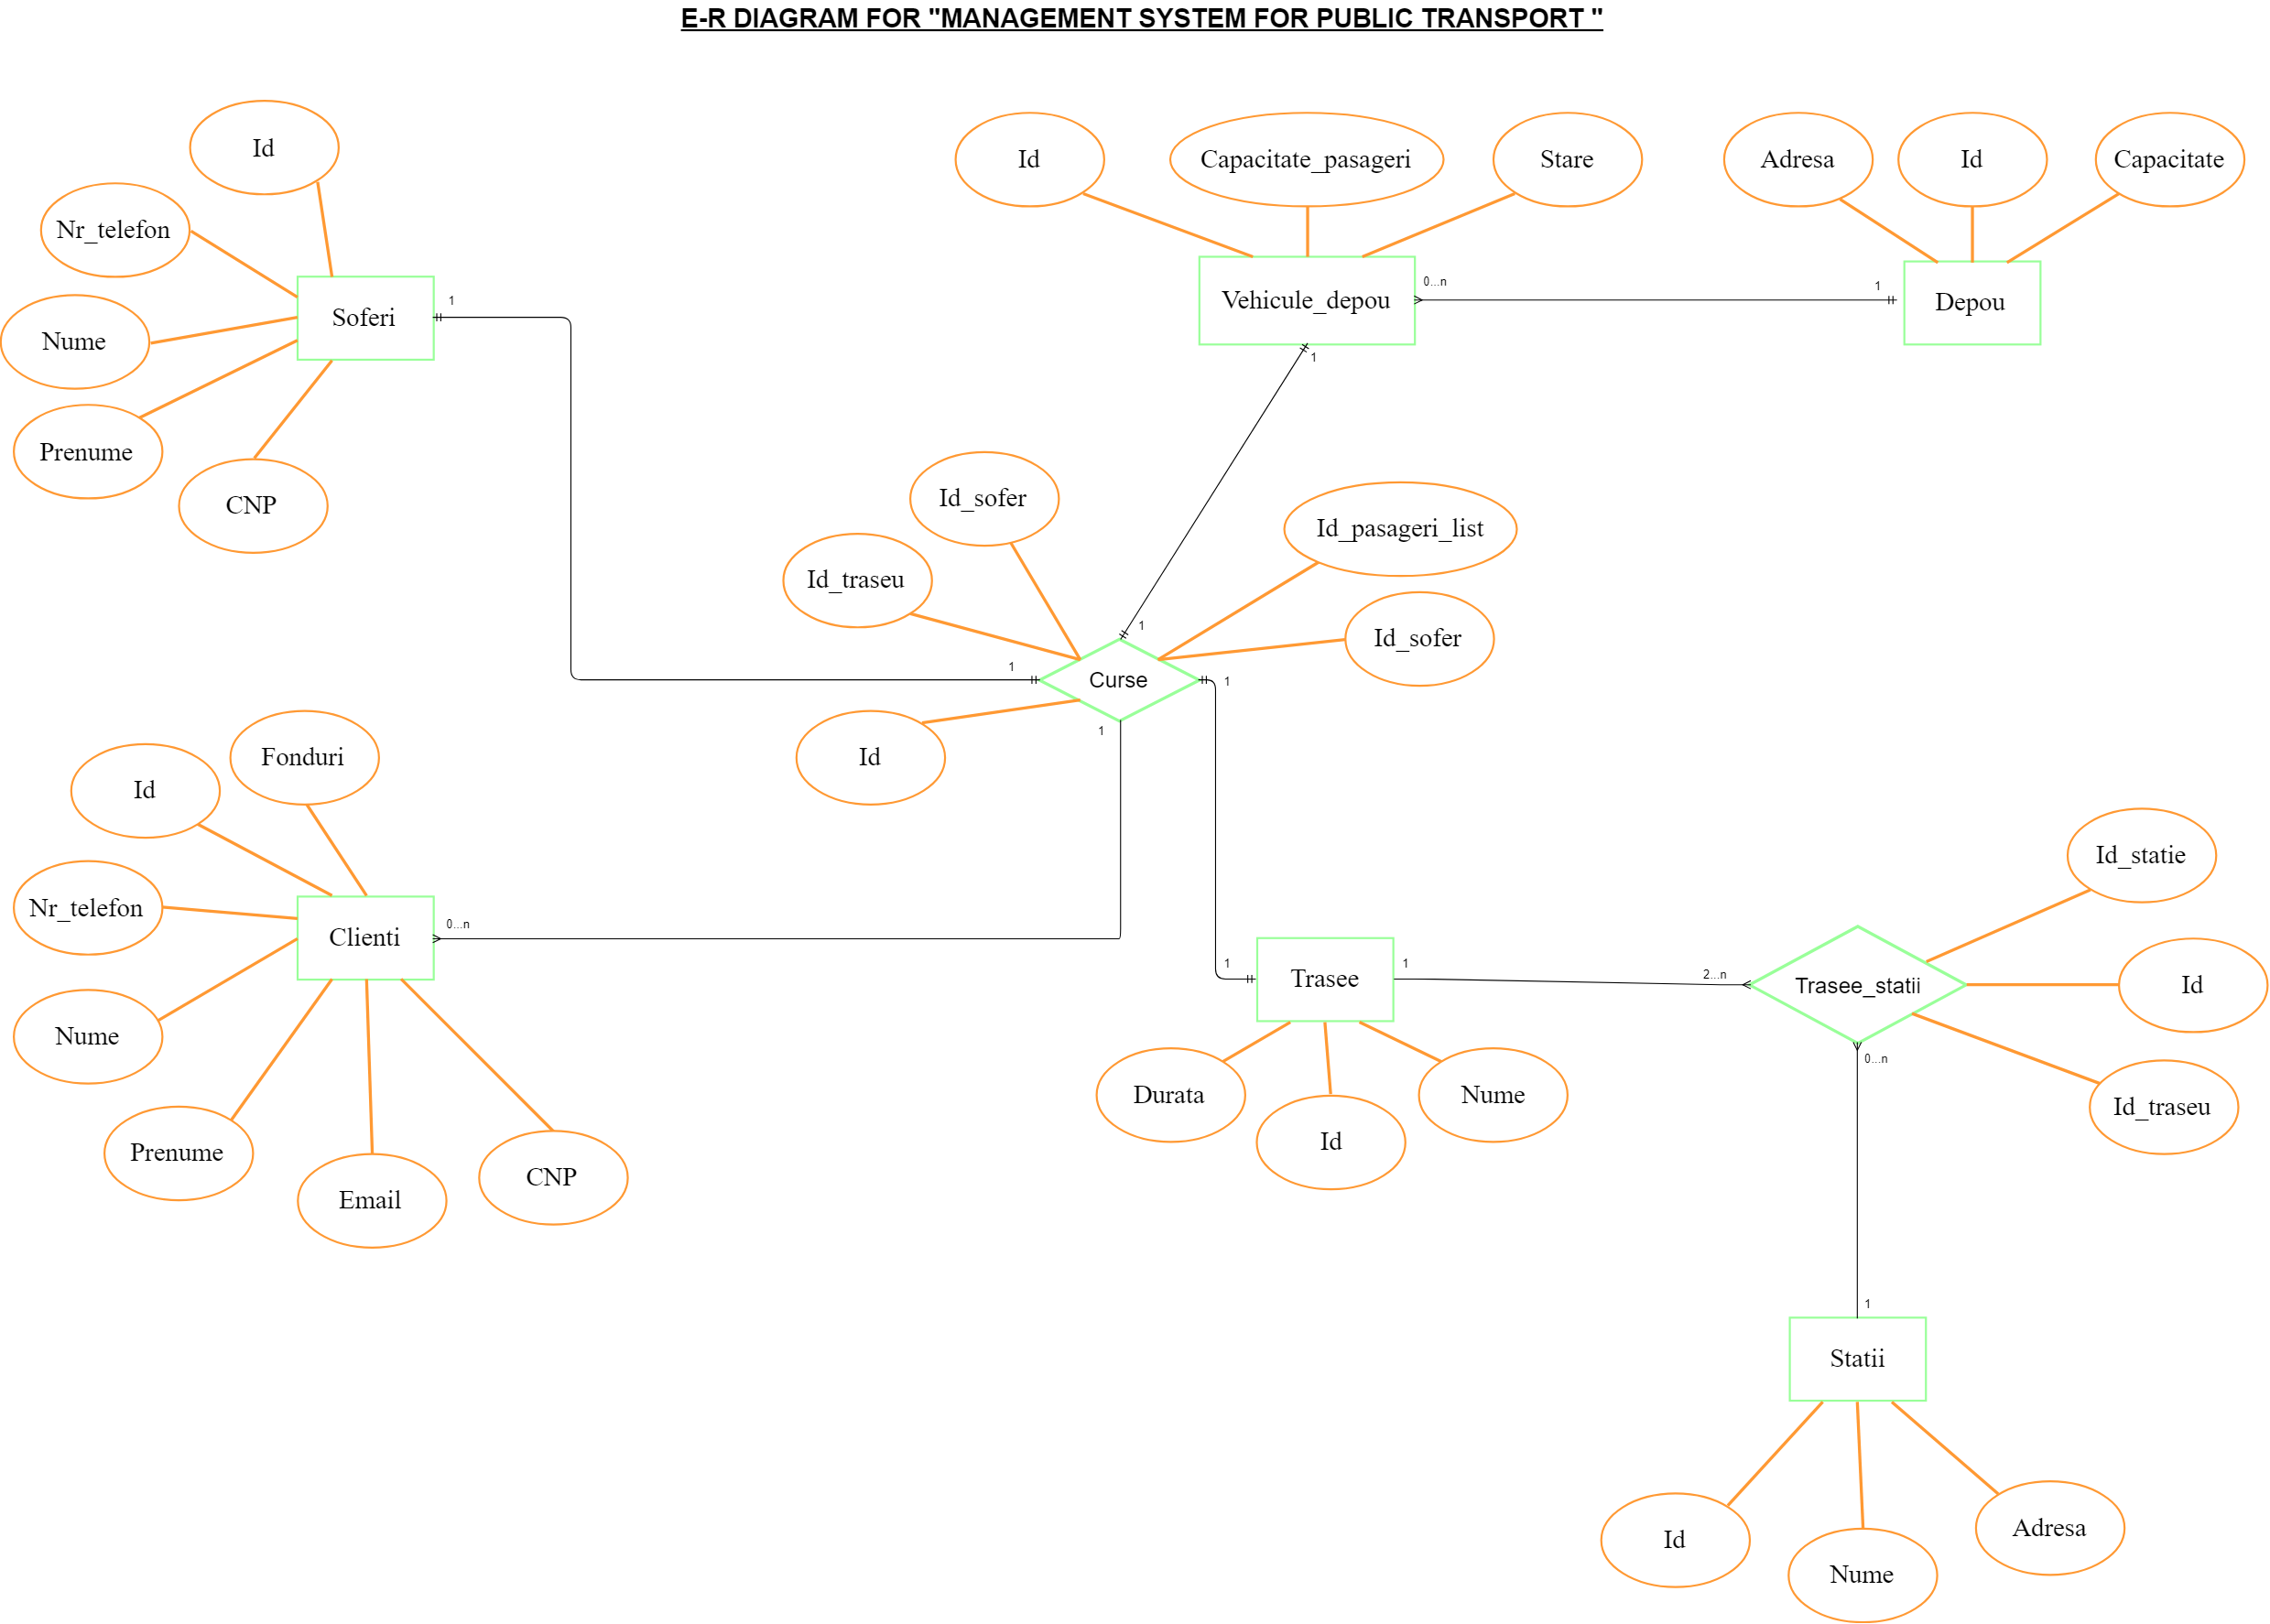 E-R DIAGRAM FOR "MANAGEMENT SYSTEM FOR PUBLIC TRANSPORT "
Id
Nr_telefon
Nume
Prenume
CNP
Soferi
1
Id
Capacitate_pasageri
Stare
Vehicule_depou
0...n
1
1
Adresa
Id
Capacitate
Depou
Id_sofer
Id_traseu
Id_pasageri_list
Id_sofer
1
1
Curse
1
1
Id
Fonduri
Id
Nr_telefon
Nume
Prenume
Email
CNP
Clienti
0...n
1
Trasee
1
Durata
Id
Nume
2...n
Trasee_statii
Id_statie
Id
Id_traseu
0...n
1
Statii
Id
Nume
Adresa